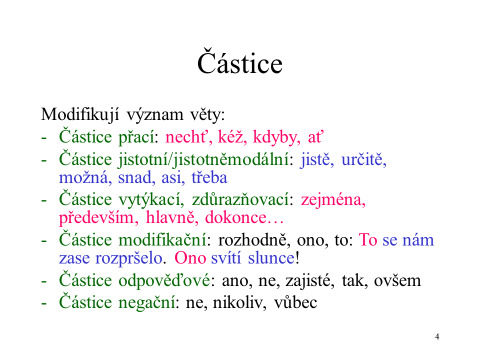 Částice
Modifikují význam věty:
- Částice přací: nechť, kéž, kdyby, ať
- Částice jistotní/jistotněmodální: jistě, určitě,
možná, snad, asi, třeba
- Částice vytýkací, zdůrazňovací: zejména,
především, hlavně, dokonce…
- Částice modifikační: rozhodně, ono, to: To se nám
zase rozpršelo. Ono svítí slunce!
- Částice odpověďové: ano, ne, zajisté, tak, ovšem
- Částice negační: ne, nikoliv, vůbec
4